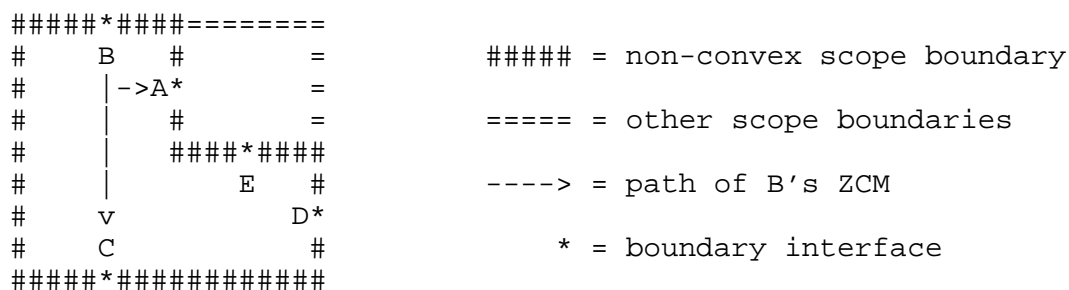 #####*####========
#    B   #       =         ##### = non-convex scope boundary
#    |->A*       =
#    |   #       =         ===== = other scope boundaries
#    |   ####*####
#    |       E   #         ----> = path of B's ZCM
#    v          D*
#    C           #             * = boundary interface
#####*############